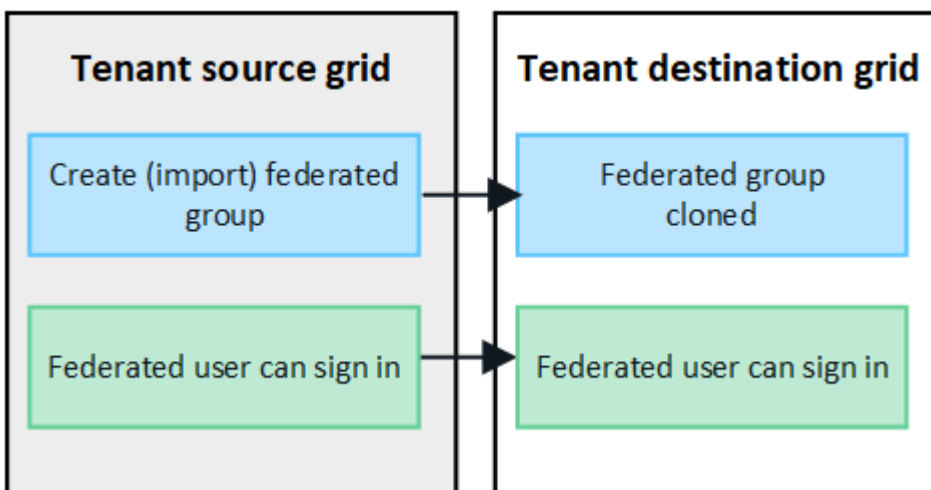 Tenant source grid
Create (import) federated
group
Federated user can sign in
Tenant destination grid
Federated group
cloned
Federated user can sign in